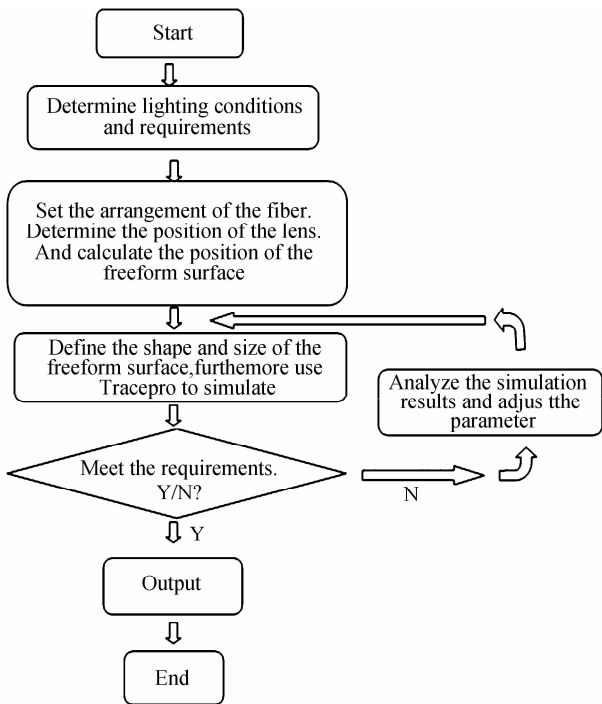 Start
Determine lighting conditions
and requirements
Set the arrangement of the fiber.
Determine the position of the lens.
And calculate the position of the
freeform surface
Define the shape and size of the
freeform surface,furthemore use
Tracepro to simulate
Analyze the simulation
results and adjus tthe
parameter
Meet the requirements.
Y/N?
N
Y
Output
End